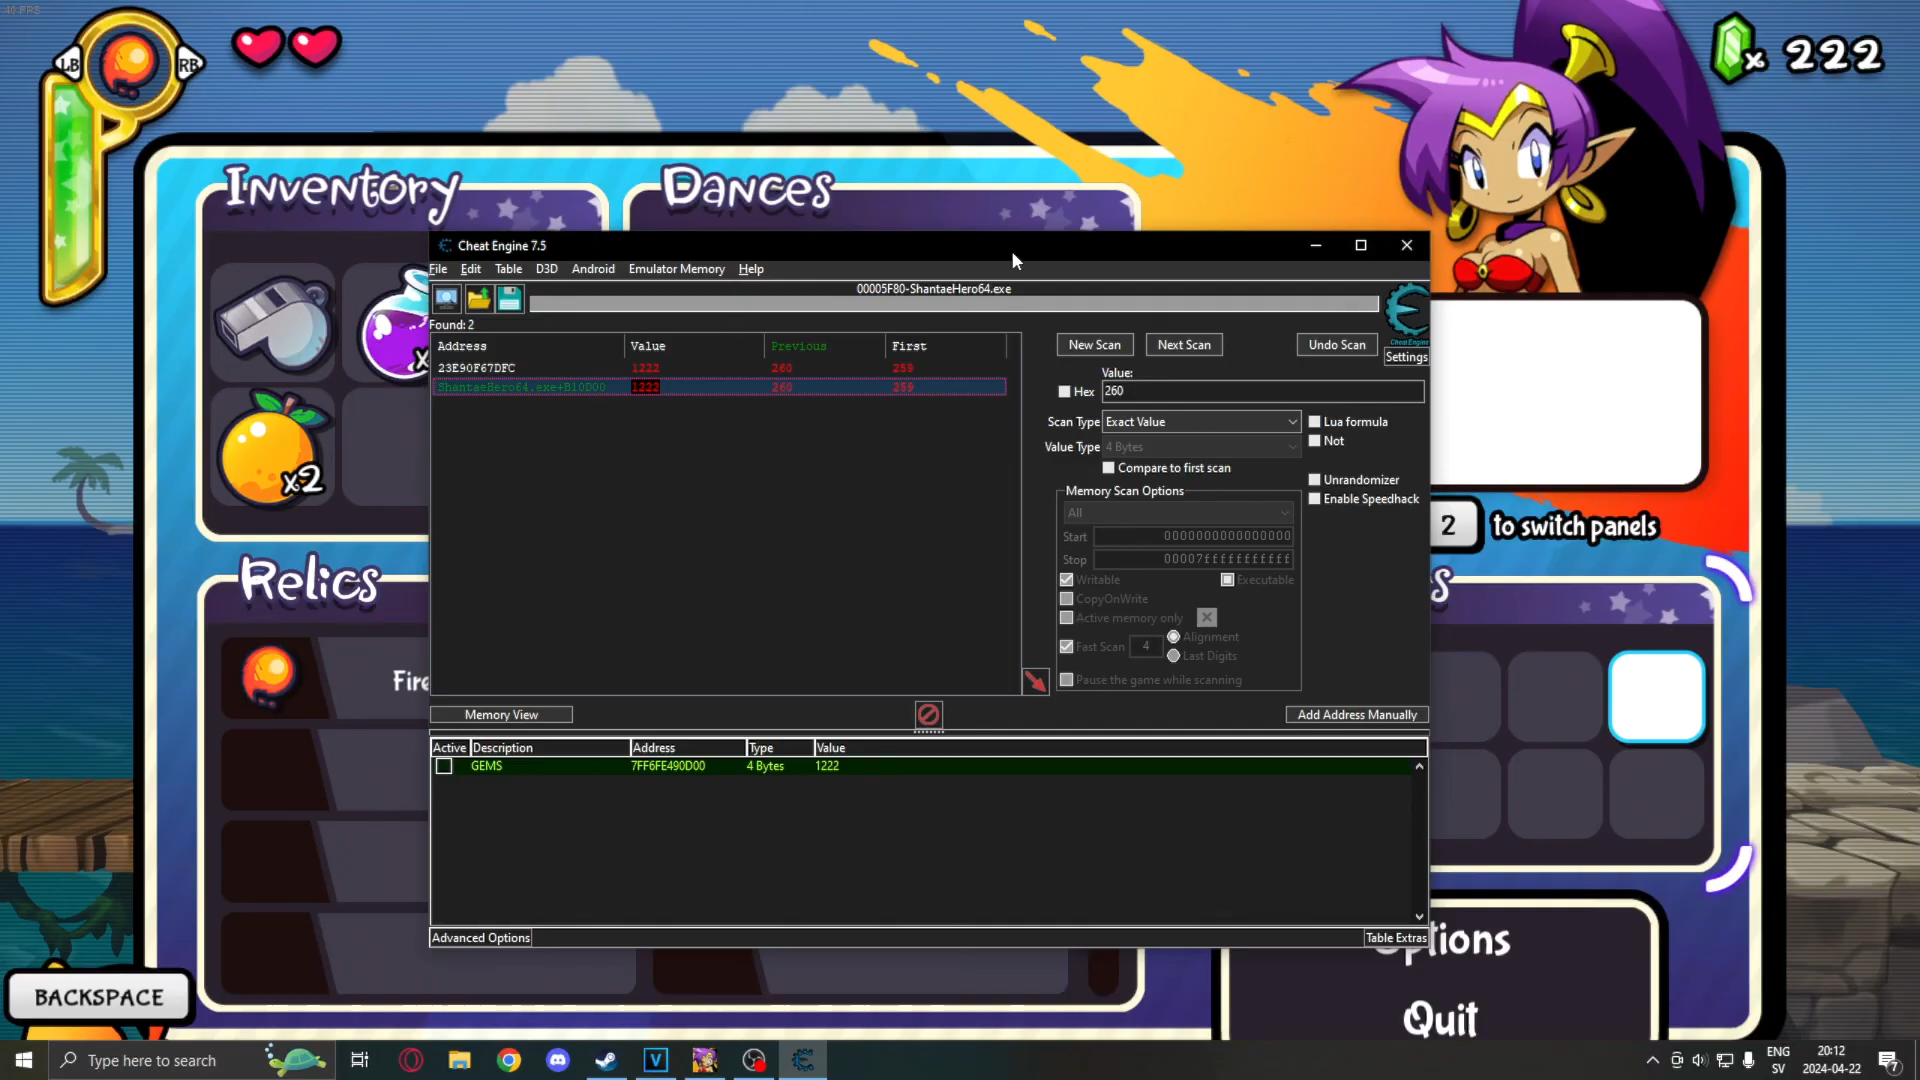 40 FPS
LB
RB
x 222
Inventory
Dances
Cheat Engine 7.5
File Edit Table D3D Android Emulator Memory Help
00005F80-ShantaeHero64.exe
Found: 2
Address Value Previous First
23E90F67DFC 1222 260 259
ShantaeHero64.exe+B10D00 1222 260 259
New Scan Next Scan Undo Scan
Cheat Engine
Settings
Value:
Hex 260
Scan Type Exact Value
Lua formula
Not
Value Type 4 Bytes
Compare to first scan
Unrandomizer
Enable Speedhack
Memory Scan Options
All
Start 0000000000000000
Stop 00007fffffffffff
Writable Executable
CopyOnWrite
Active memory only
Fast Scan 4 Alignment
Last Digits
Pause the game while scanning
x
x2
2 to switch panels
Relics
s
Fire
Memory View
Add Address Manually
Active Description Address Type Value
GEMS 7FF6FE490D00 4 Bytes 1222
Advanced Options
Table Extras
Options
Quit
BACKSPACE
Type here to search
V
ENG
SV
20:12
2024-04-22
7